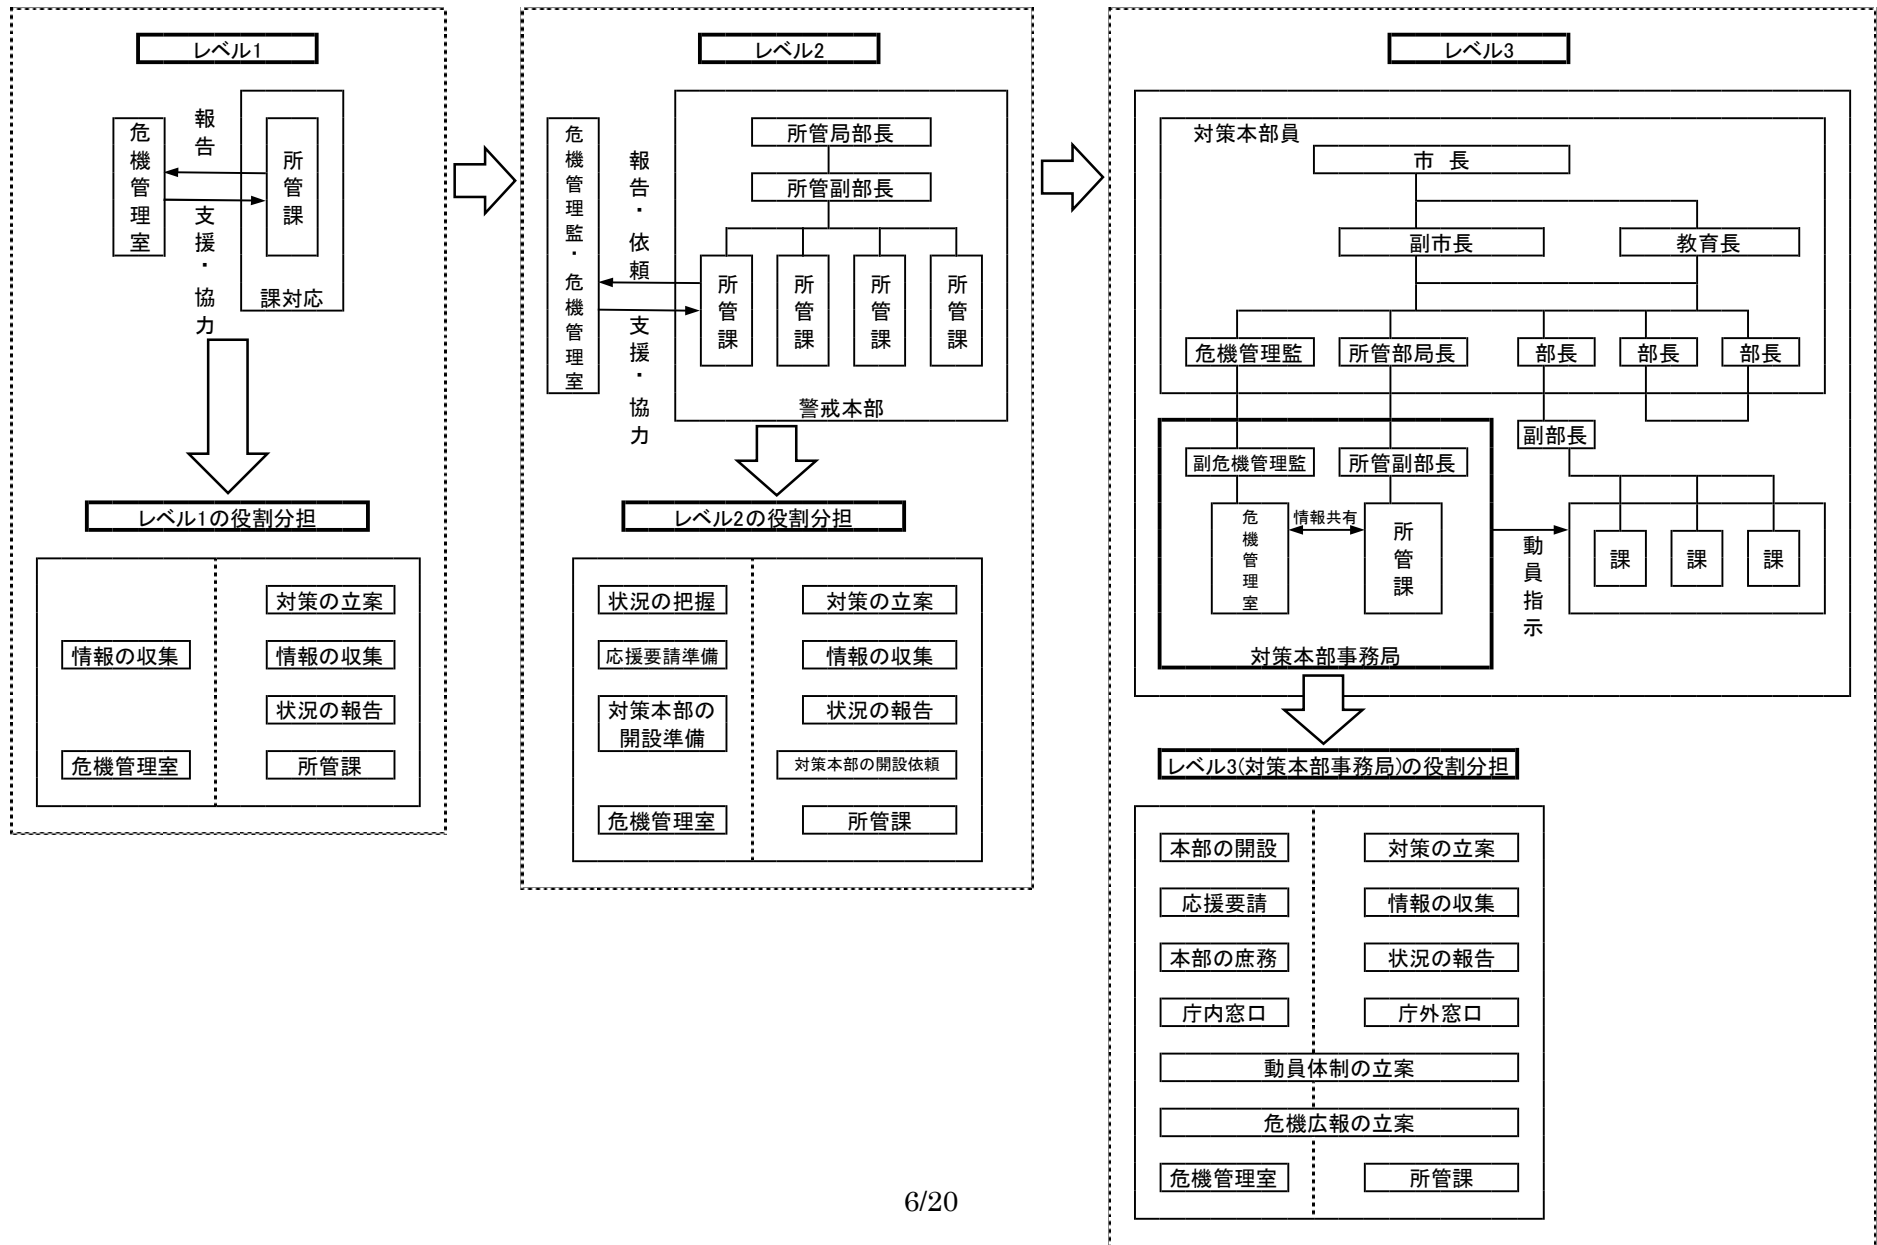 レベル1
危機管理室
報告
支援・協力
所管課
課対応
レベル1の役割分担
対策の立案
情報の収集
情報の収集
状況の報告
危機管理室
所管課
レベル2
危機管理監・危機管理室
報告・依頼
支援・協力
所管局部長
所管副部長
所管課
所管課
所管課
所管課
警戒本部
レベル2の役割分担
状況の把握
対策の立案
応援要請準備
情報の収集
対策本部の
開設準備
状況の報告
対策本部の開設依頼
危機管理室
所管課
レベル3
対策本部員
市 長
副市長
教育長
危機管理監
所管部局長
部長
部長
部長
副部長
副危機管理監
所管副部長
危機管理室
情報共有
所管課
動員指示
課
課
課
対策本部事務局
レベル3(対策本部事務局)の役割分担
本部の開設
対策の立案
応援要請
情報の収集
本部の庶務
状況の報告
庁内窓口
庁外窓口
動員体制の立案
危機広報の立案
危機管理室
所管課
6/20